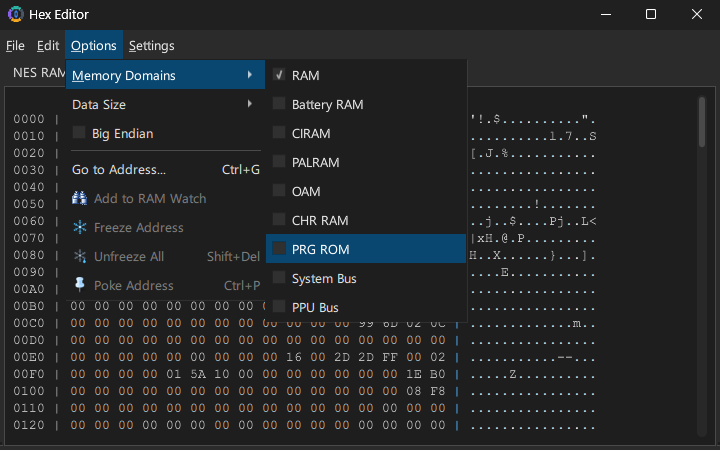 Hex Editor
File Edit Options Settings
NES RAM
Memory Domains
Data Size
Big Endian
Go to Address... Ctrl+G
Add to RAM Watch
Freeze Address
Unfreeze All Shift+Del
Poke Address Ctrl+P
RAM
Battery RAM
CIRAM
PALRAM
OAM
CHR RAM
PRG ROM
System Bus
PPU Bus
0000 | "!.$..........".
0010 | ..........l.7..S
0020 | [.J.%...........
0030 | ................
0040 | ................
0050 | .........!......
0060 | ..j..$....Pj..L<
0070 | |xH.@.P.........
0080 | H..X.......}...].
0090 | ....E...........
00A0 | ................
00B0 | 00 00 00 00 00 00 00 00 ................
00C0 | 00 00 00 00 00 00 00 00 00 00 00 00 99 6D 02 0C | .............m..
00D0 | 00 00 00 00 00 00 00 00 00 00 00 00 00 00 00 00 | ................
00E0 | 00 00 00 00 00 00 00 00 16 00 2D 2D FF 00 02 | ............--...
00F0 | 00 00 00 01 5A 10 00 00 00 00 00 00 00 00 1E B0 | ....Z...........
0100 | 00 00 00 00 00 00 00 00 00 00 00 00 00 00 08 F8 | ................
0110 | 00 00 00 00 00 00 00 00 00 00 00 00 00 00 00 00 | ................
0120 | 00 00 00 00 00 00 00 00 00 00 00 00 00 00 00 00 | ................